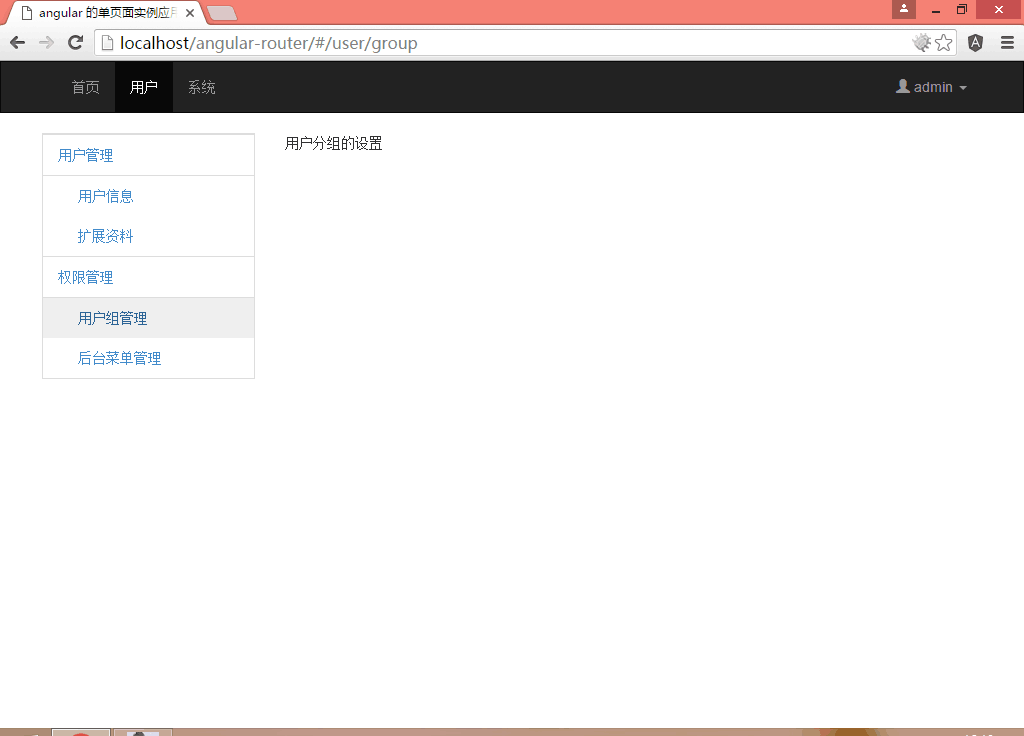 angular 的单页面实例应
localhost/angular-router/#/user/group
首页 用户 系统 admin
用户管理
用户分组的设置
用户信息
扩展资料
权限管理
用户组管理
后台菜单管理